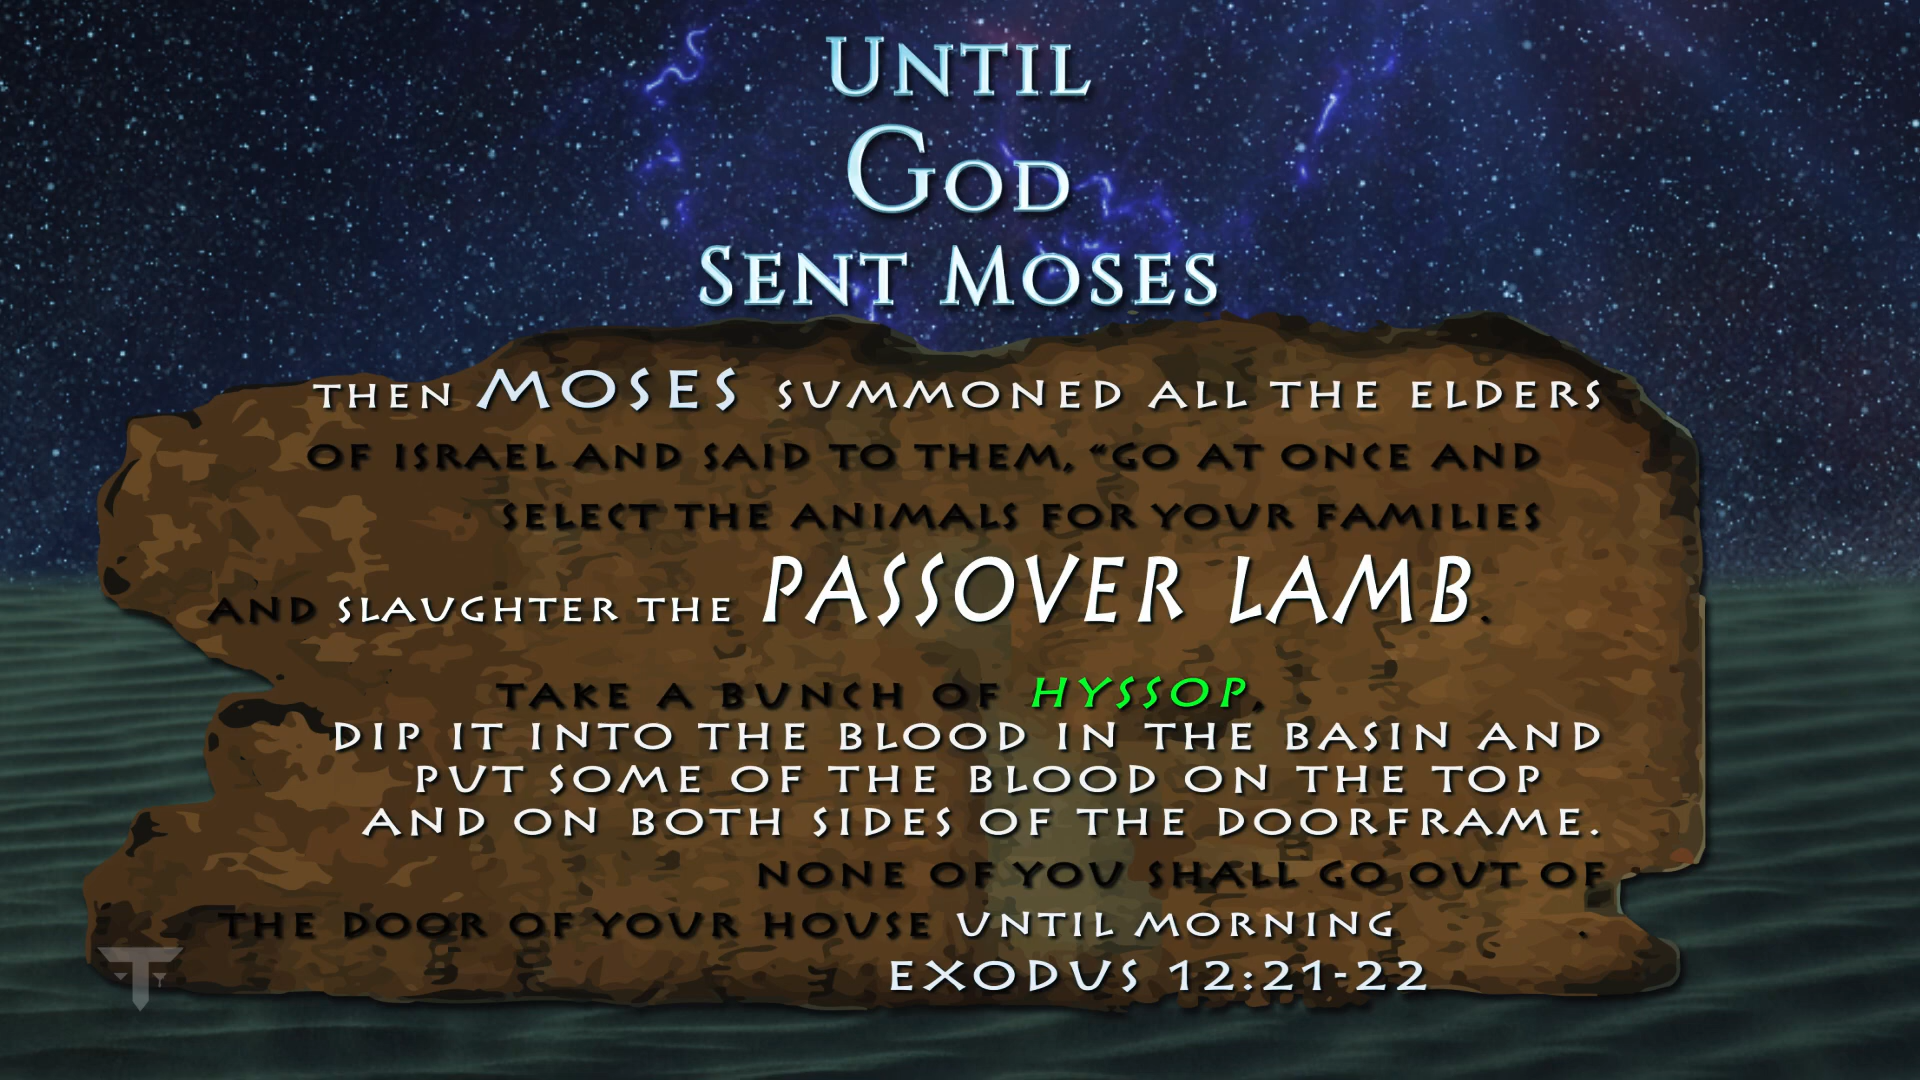 UNTIL
GOD
SENT MOSES
THEN MOSES SUMMONED ALL THE ELDERS
OF ISRAEL AND SAID TO THEM, “GO AT ONCE AND
SELECT THE ANIMALS FOR YOUR FAMILIES
AND SLAUGHTER THE PASSOVER LAMB.
TAKE A BUNCH OF HYSSOP,
DIP IT INTO THE BLOOD IN THE BASIN AND
PUT SOME OF THE BLOOD ON THE TOP
AND ON BOTH SIDES OF THE DOORFRAME.
NONE OF YOU SHALL GO OUT OF
THE DOOR OF YOUR HOUSE UNTIL MORNING .
EXODUS 12:21-22
T